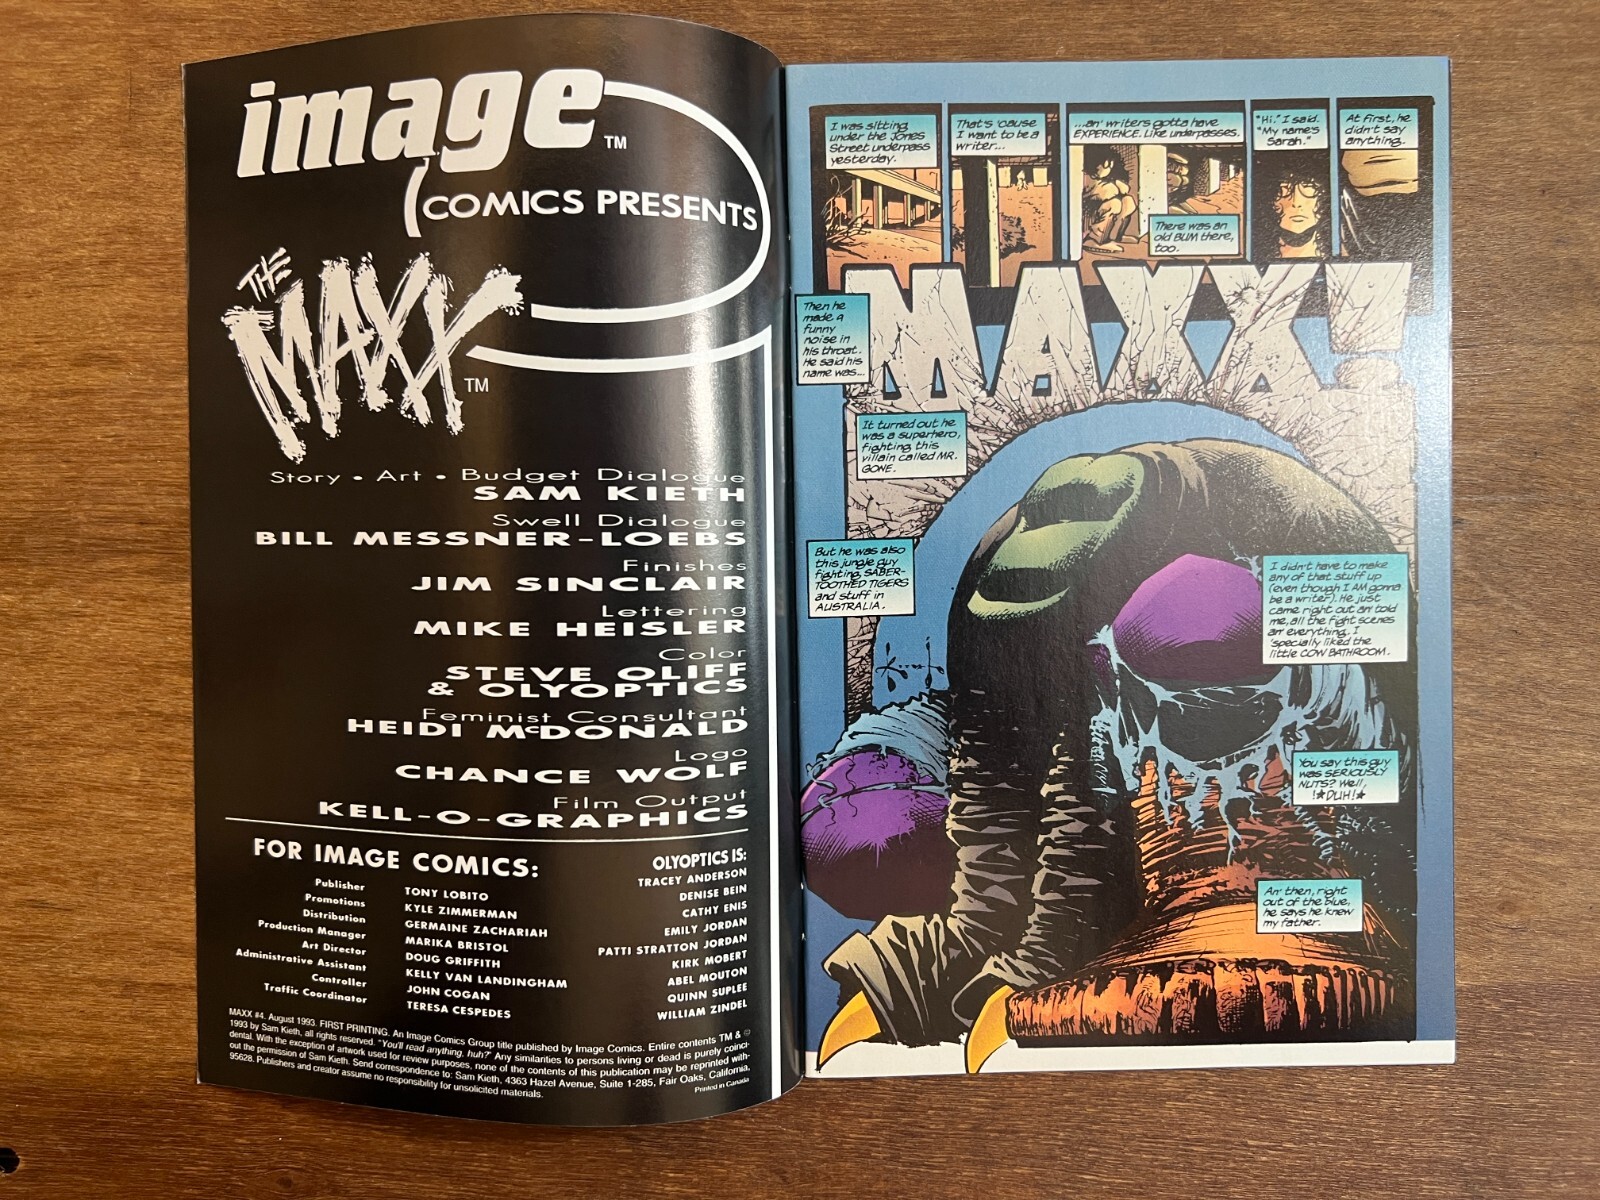 image TM
COMICS PRESENTS
THE
MAXX TM
Story • Art • Budget Dialogue
SAM KIETH
Swell Dialogue
BILL MESSNER-LOEBS
Finishes
JIM SINCLAIR
Lettering
MIKE HEISLER
Color
STEVE OLIFF
& OLYOPTICS
Feminist Consultant
HEIDI McDONALD
Logo
CHANCE WOLF
Film Output
KELL-O-GRAPHICS
FOR IMAGE COMICS:
Publisher TONY LOBITO
Promotions KYLE ZIMMERMAN
Distribution GERMAINE ZACHARIAH
Production Manager MARIKA BRISTOL
Art Director DOUG GRIFFITH
Administrative Assistant KELLY VAN LANDINGHAM
Controller JOHN COGAN
Traffic Coordinator TERESA CESPEDES
OLYOPTICS IS:
TRACEY ANDERSON
DENISE BEIN
CATHY ENIS
EMILY JORDAN
PATTI STRATTON JORDAN
KIRK MOBERT
ABEL MOUTON
QUINN SUPLEE
WILLIAM ZINDEL
MAXX #4. August 1993. FIRST PRINTING. An Image Comics Group title published by Image Comics. Entire contents TM & ©
1993 by Sam Kieth, all rights reserved. "You'll read anything, huh?" Any similarities to persons living or dead is purely coinci-
dental. With the exception of artwork used for review purposes, none of the contents of this publication may be reprinted with-
out the permission of Sam Kieth. Send correspondence to: Sam Kieth, 4363 Hazel Avenue, Suite 1-285, Fair Oaks, California,
95628. Publishers and creator assume no responsibility for unsolicited materials.
Printed in Canada
I was sitting
under the Jones
Street underpass
yesterday.
That's 'cause
I want to be a
writer...
...an' writers gotta have
EXPERIENCE. Like underpasses.
There was an
old BUM there,
too.
"Hi." I said.
"My name's
Sarah."
At first, he
didn't say
anything.
Then he
made a
funny
noise in
his throat.
He said his
name was...
MAXX!
It turned out he
was a superhero,
fighting this
villain called MR.
GONE.
But he was also
this jungle guy
fighting, SABER-
TOOTHED TIGERS
and stuff in
AUSTRALIA.
Kieth
I didn't have to make
any of that stuff up
(even though I AM gonna
be a writer). He just
came right out an' told
me, all the fight scenes
an' everything. I
'specially liked the
little COW BATHROOM.
You say this guy
was SERIOUSLY
NUTS? Well,
!★DUH!★
An' then, right
out of the blue,
he says he knew
my father.